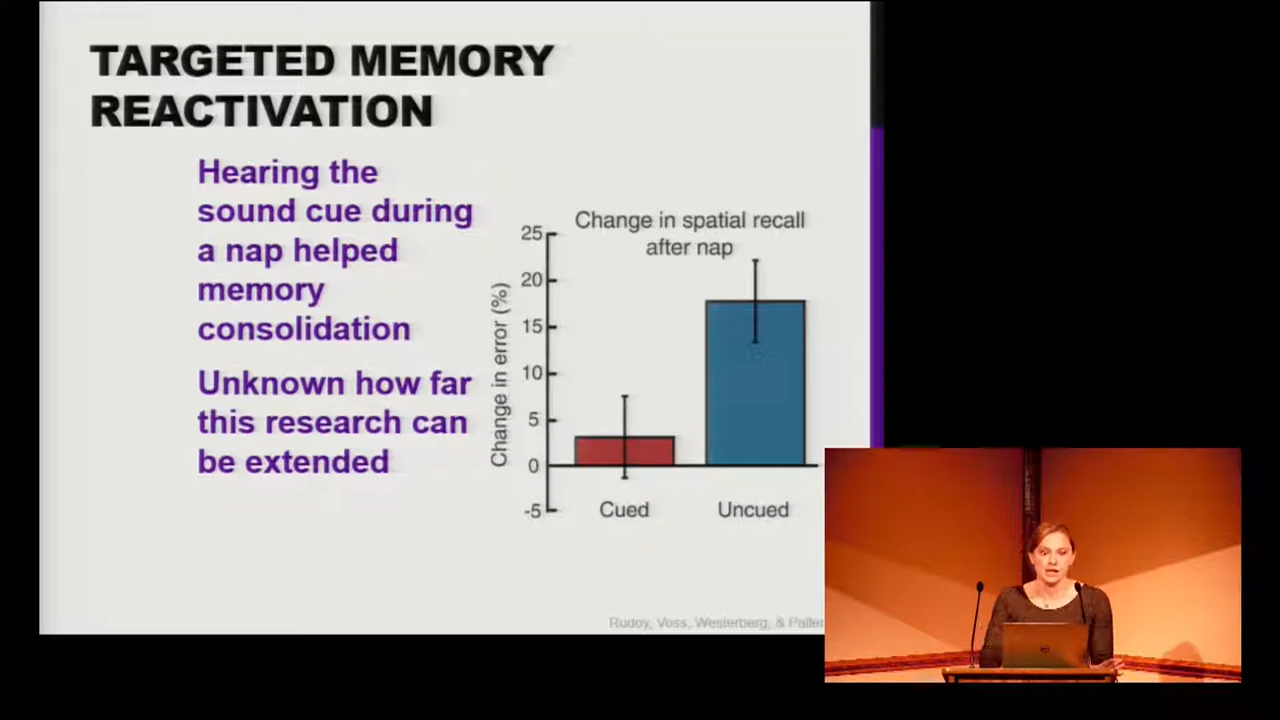 TARGETED MEMORY
REACTIVATION
Hearing the
sound cue during
a nap helped
memory
consolidation
Unknown how far
this research can
be extended
Change in spatial recall
after nap
Change in error (%)
25
20
15
10
5
0
-5
Cued
Uncued
Rudoy, Voss, Westerberg, & Paller